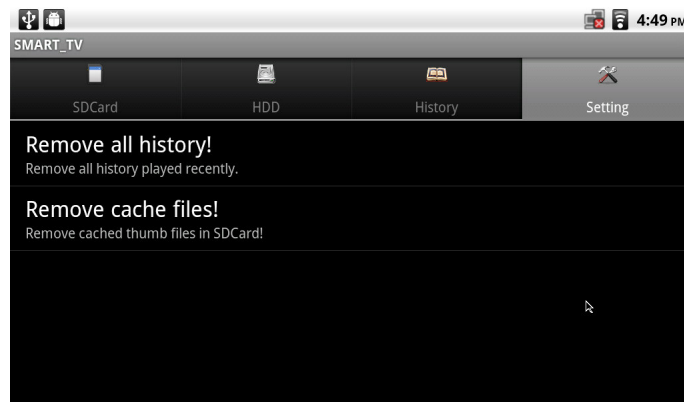 4:49 PM
SMART_TV
SDCard
HDD
History
Setting
Remove all history!
Remove all history played recently.
Remove cache files!
Remove cached thumb files in SDCard!